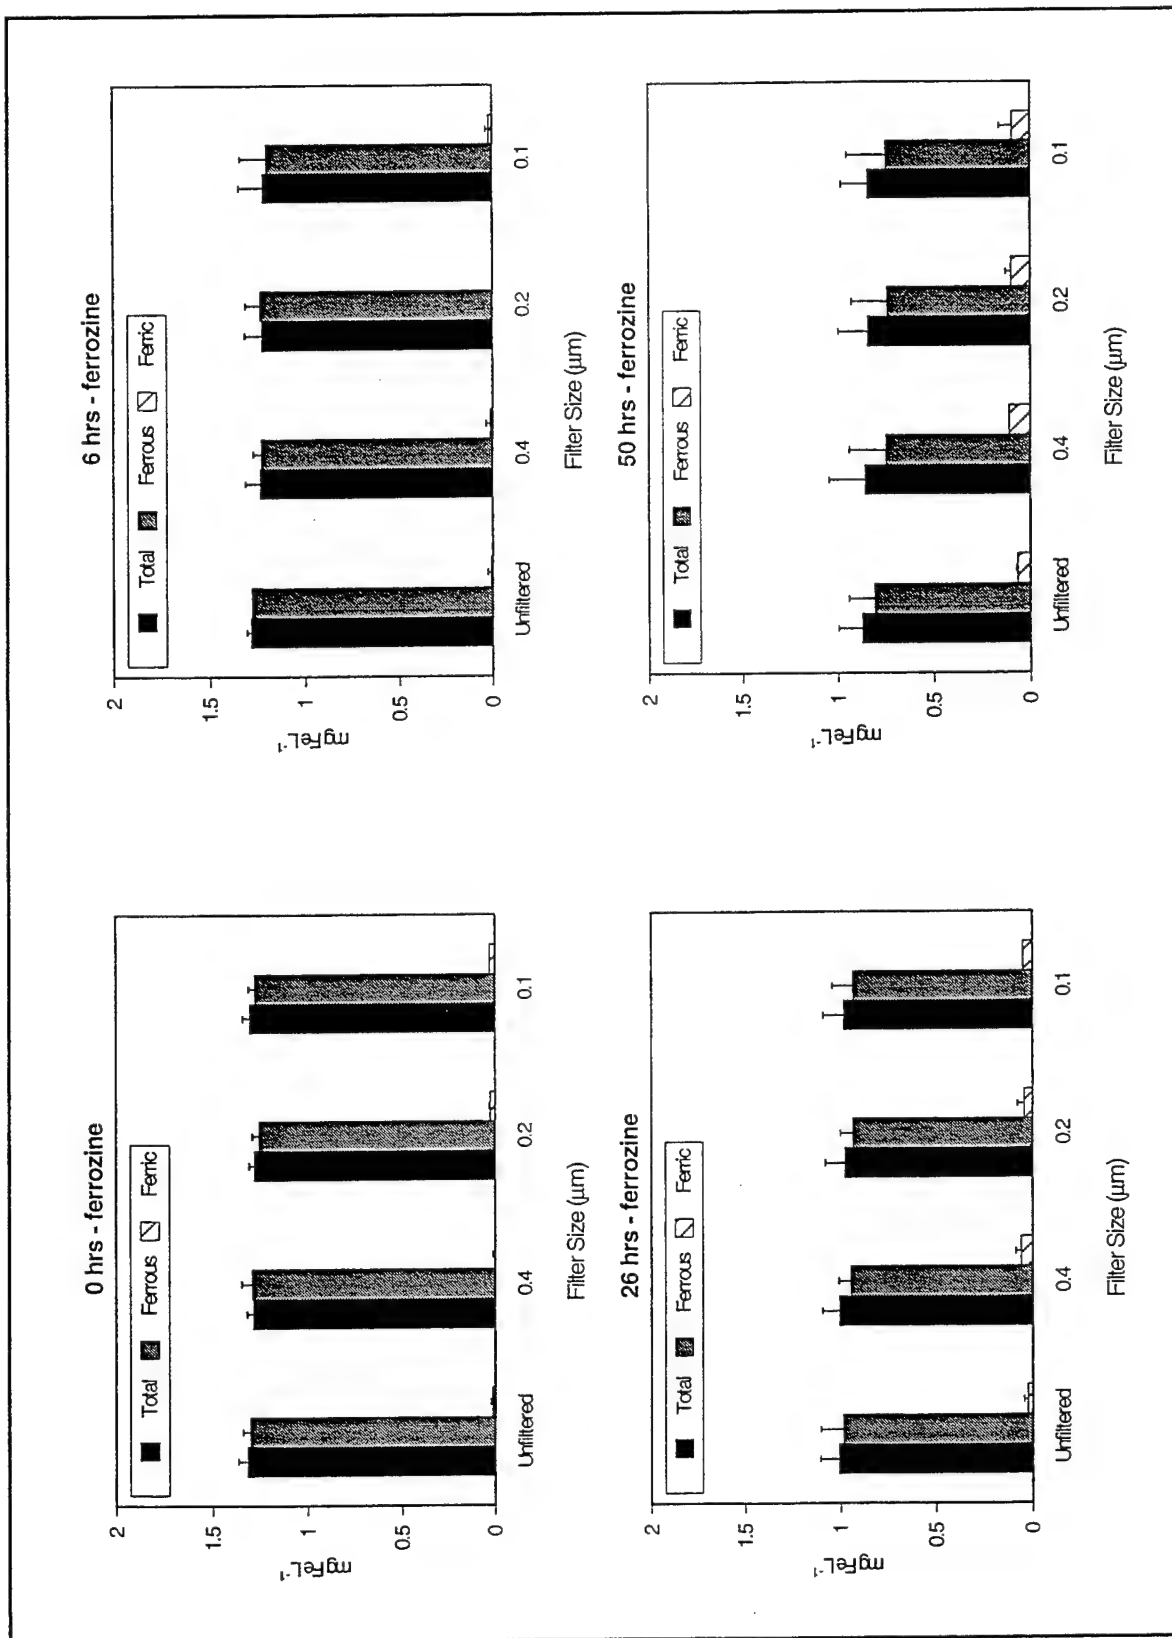 0 hrs - ferrozine
Total Ferrous Ferric
2
1.5
1
0.5
0
mgFeL-1
Unfiltered 0.4 0.2 0.1
Filter Size (µm)
6 hrs - ferrozine
Total Ferrous Ferric
2
1.5
1
0.5
0
mgFeL-1
Unfiltered 0.4 0.2 0.1
Filter Size (µm)
26 hrs - ferrozine
Total Ferrous Ferric
2
1
0.5
0
mgFeL-1
Unfiltered 0.4 0.2 0.1
Filter Size (µm)
50 hrs - ferrozine
Total Ferrous Ferric
2
1.5
1
0.5
0
mgFeL-1
Unfiltered 0.4 0.2 0.1
Filter Size (µm)